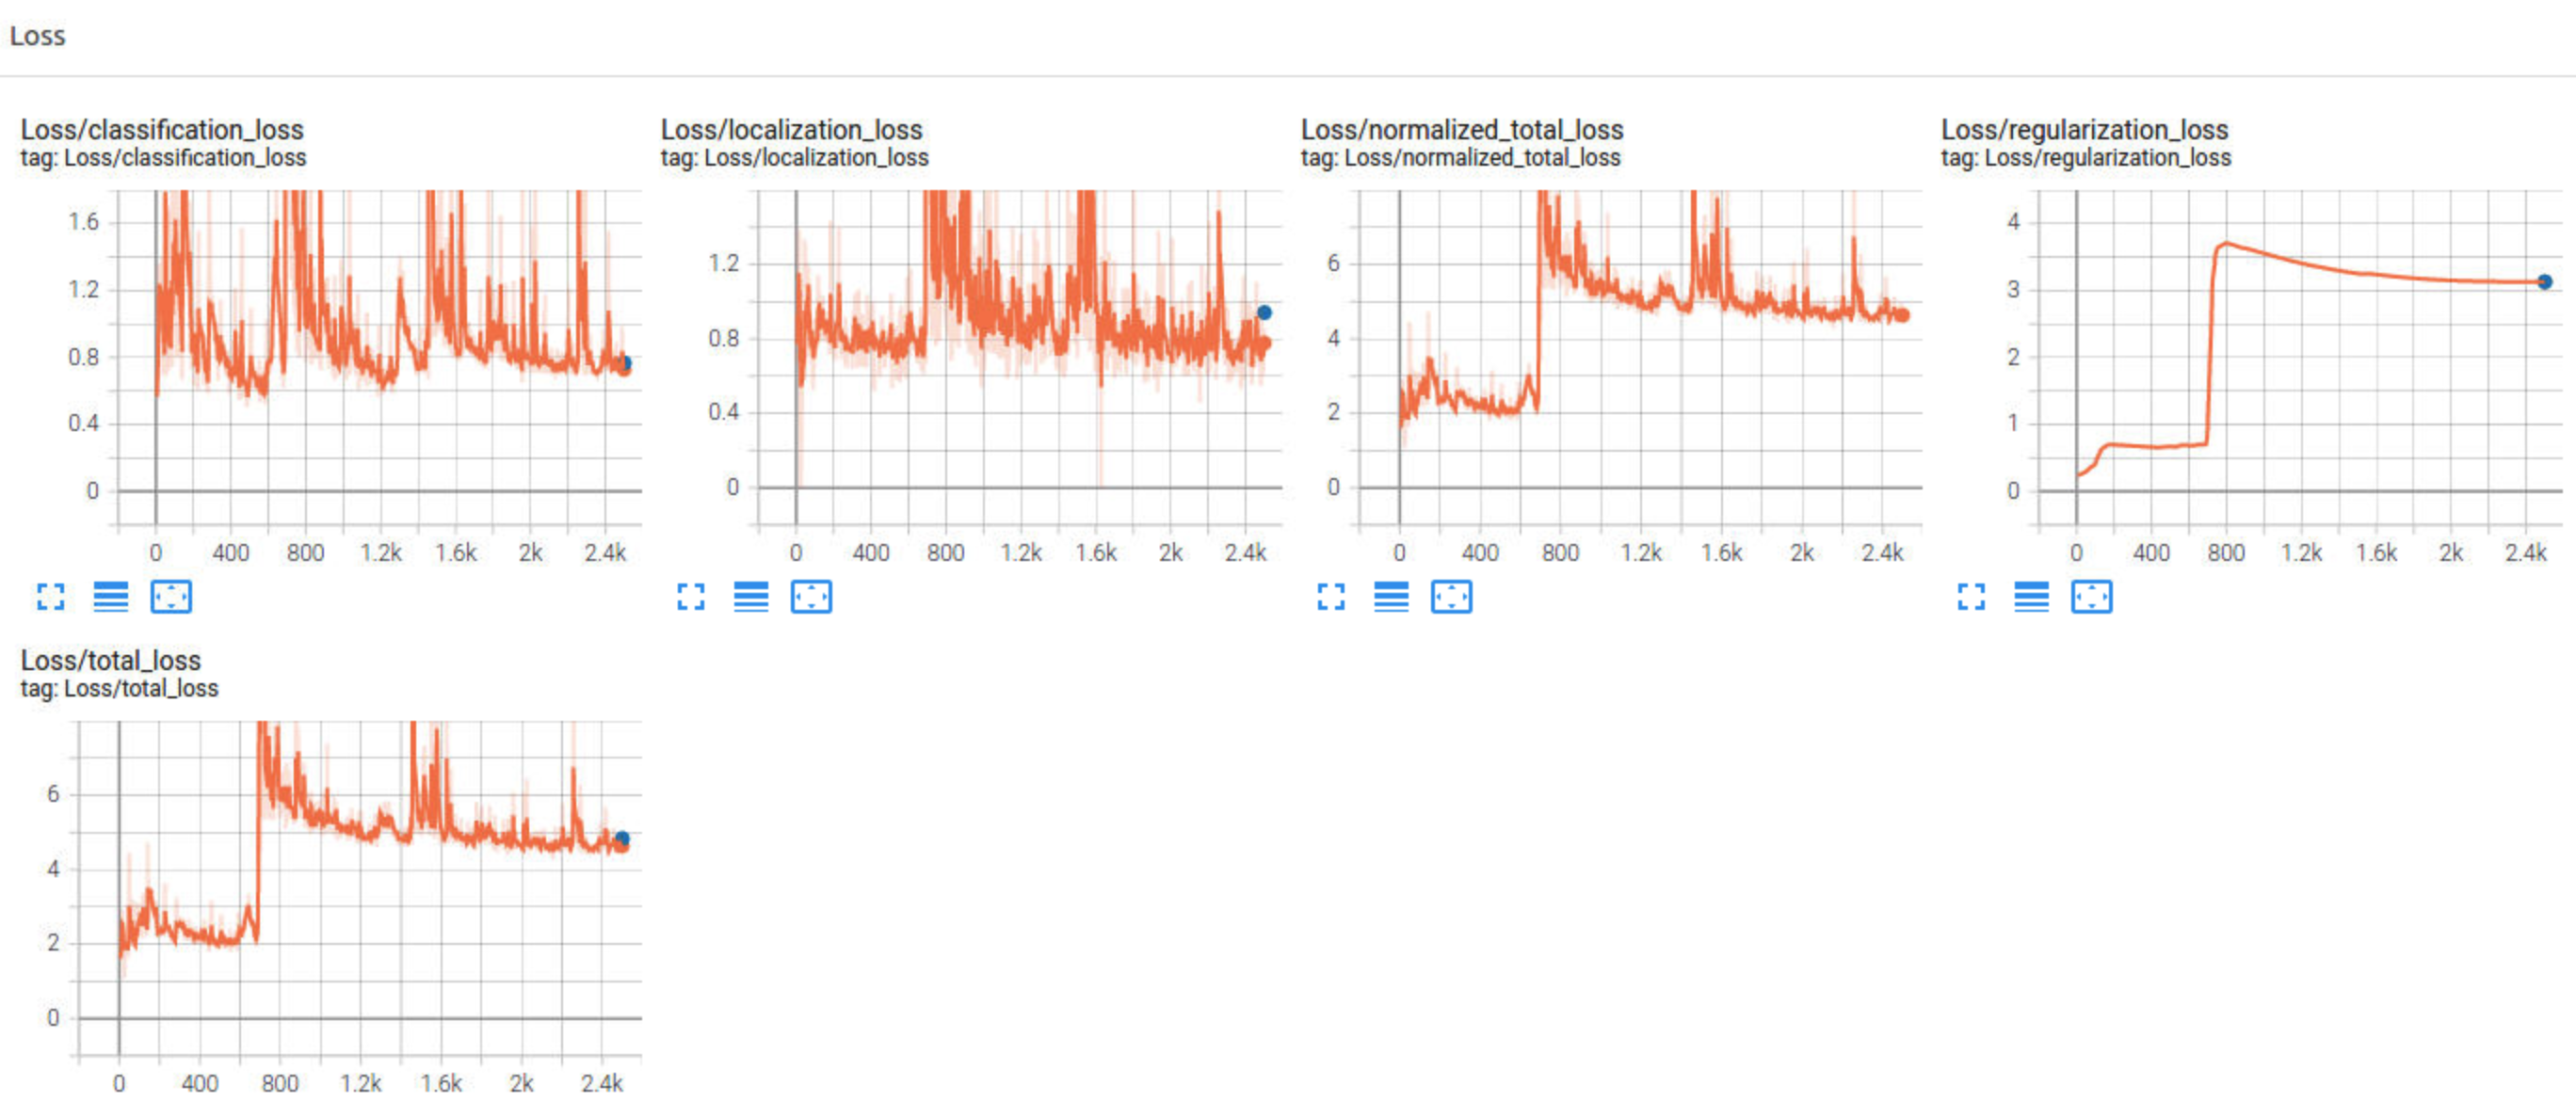 Loss
Loss/classification_loss
tag: Loss/classification_loss
1.6
1.2
0.8
0.4
0
0 400 800 1.2k 1.6k 2k 2.4k
Loss/localization_loss
tag: Loss/localization_loss
1.2
0.8
0.4
0
0 400 800 1.2k 1.6k 2k 2.4k
Loss/normalized_total_loss
tag: Loss/normalized_total_loss
6
4
2
0
0 400 800 1.2k 1.6k 2k 2.4k
Loss/regularization_loss
tag: Loss/regularization_loss
4
3
2
1
0
0 400 800 1.2k 1.6k 2k 2.4k
Loss/total_loss
tag: Loss/total_loss
6
4
2
0
0 400 800 1.2k 1.6k 2k 2.4k